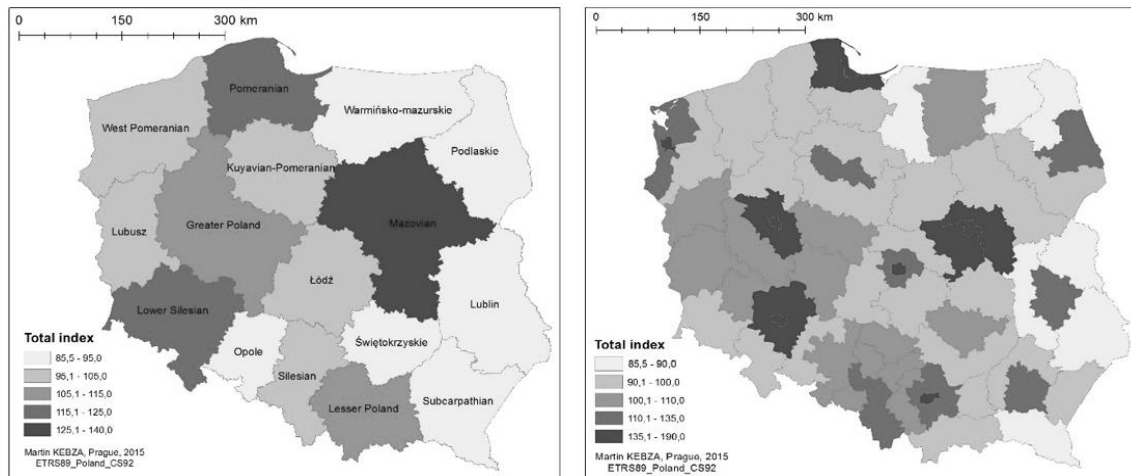 0 150 300 km
Pomeranian
Warmińsko-mazurskie
West Pomeranian
Podlaskie
Kuyavian-Pomeranian
Mazovian
Greater Poland
Lubusz
Łódź
Lublin
Lower Silesian
Świętokrzyskie
Opole
Silesian
Subcarpathian
Lesser Poland
Total index
85,5 - 95,0
95,1 - 105,0
105,1 - 115,0
115,1 - 125,0
125,1 - 140,0
Martin KEBZA, Prague, 2015
ETRS89_Poland_CS92
0 150 300 km
Total index
85,5 - 90,0
90,1 - 100,0
100,1 - 110,0
110,1 - 135,0
135,1 - 190,0
Martin KEBZA, Prague, 2015
ETRS89_Poland_CS92